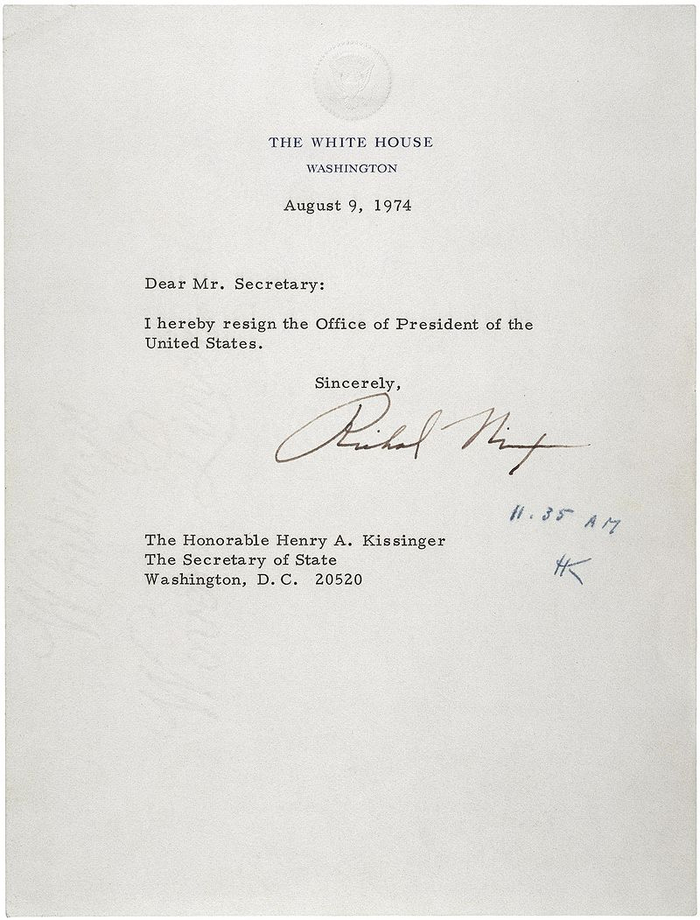 THE WHITE HOUSE
WASHINGTON
August 9, 1974
Dear Mr. Secretary:
I hereby resign the Office of President of the
United States.
Sincerely,
Richard Nixon
11.35 AM
HK
The Honorable Henry A. Kissinger
The Secretary of State
Washington, D.C. 20520